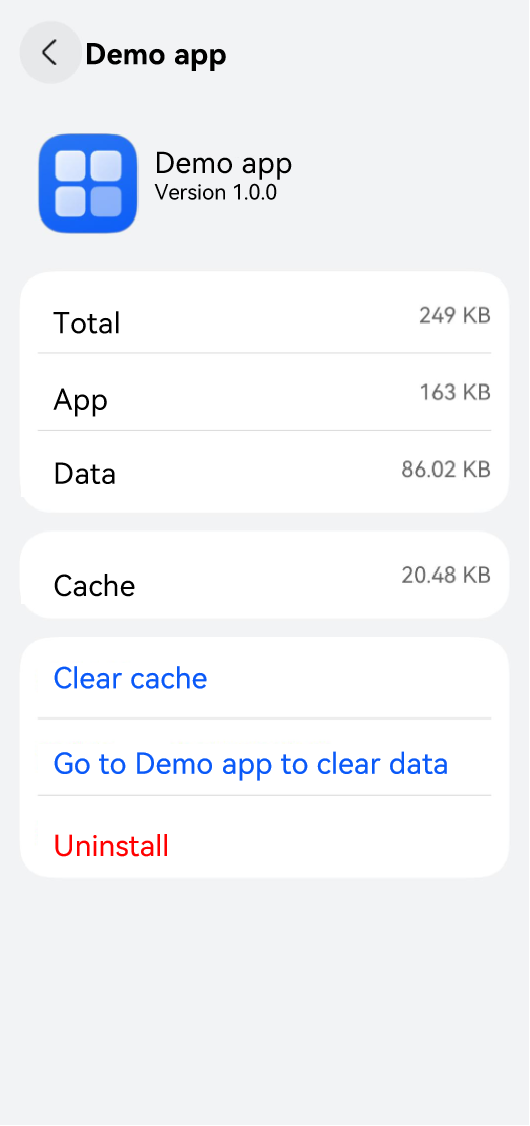 Demo app
Demo app
Version 1.0.0
Total 249 KB
App 163 KB
Data 86.02 KB
Cache 20.48 KB
Clear cache
Go to Demo app to clear data
Uninstall